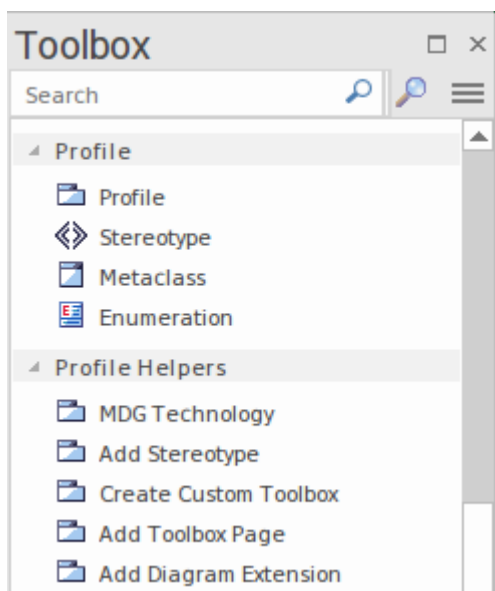 Toolbox
Search
Profile
Profile
Stereotype
Metaclass
Enumeration
Profile Helpers
MDG Technology
Add Stereotype
Create Custom Toolbox
Add Toolbox Page
Add Diagram Extension